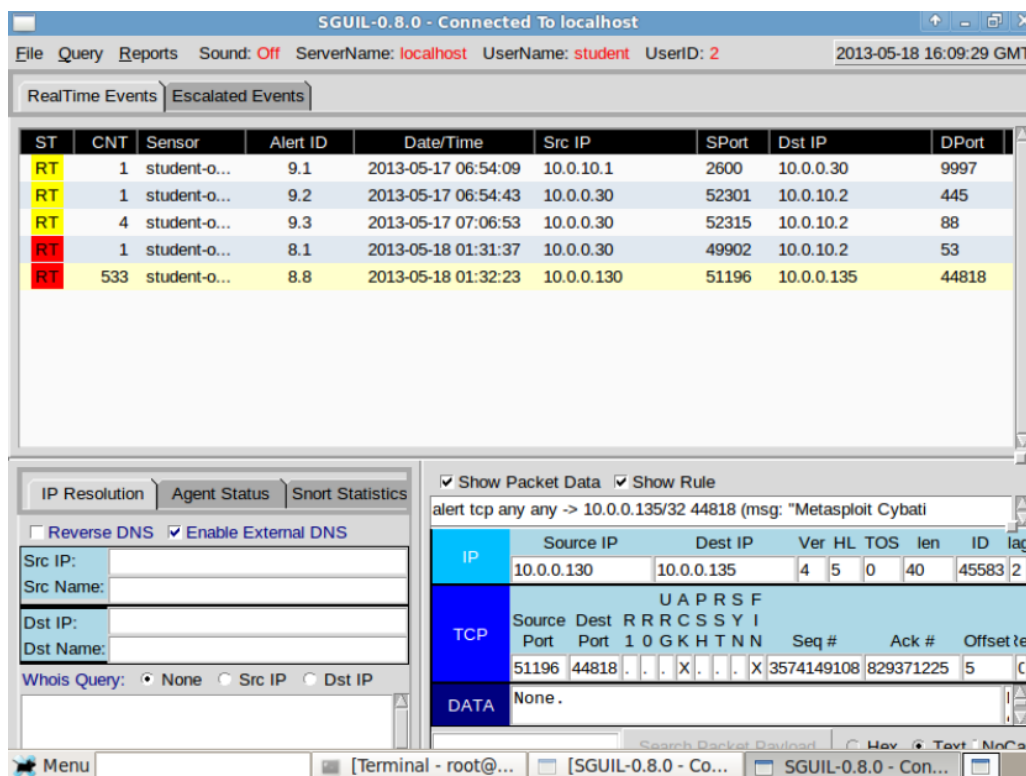 SGUIL-0.8.0 - Connected To localhost
File Query Reports Sound: Off ServerName: localhost UserName: student UserID: 2 2013-05-18 16:09:29 GMT
RealTime Events Escalated Events
ST CNT Sensor Alert ID Date/Time Src IP SPort Dst IP DPort
RT 1 student-o... 9.1 2013-05-17 06:54:09 10.0.10.1 2600 10.0.0.30 9997
RT 1 student-o... 9.2 2013-05-17 06:54:43 10.0.0.30 52301 10.0.10.2 445
RT 4 student-o... 9.3 2013-05-17 07:06:53 10.0.0.30 52315 10.0.10.2 88
RT 1 student-o... 8.1 2013-05-18 01:31:37 10.0.0.30 49902 10.0.10.2 53
RT 533 student-o... 8.8 2013-05-18 01:32:23 10.0.0.130 51196 10.0.0.135 44818
IP Resolution Agent Status Snort Statistics
Reverse DNS Enable External DNS
Src IP:
Src Name:
Dst IP:
Dst Name:
Whois Query: None Src IP Dst IP
Show Packet Data Show Rule
alert tcp any any -> 10.0.0.135/32 44818 (msg: "Metasploit Cybati
IP
Source IP Dest IP Ver HL TOS len ID
10.0.0.130 10.0.0.135 4 5 0 40 45583 2
TCP
U A P R S F
Source Dest R R R C S S Y I
Port Port 1 0 G K H T N N Seq # Ack # Offset
51196 44818 . . . X . . . X 3574149108 829371225 5
DATA
None.
Search Packet Payload Hex Text NoCa
Menu [Terminal - root@... [SGUIL-0.8.0 - Co... SGUIL-0.8.0 - Con...